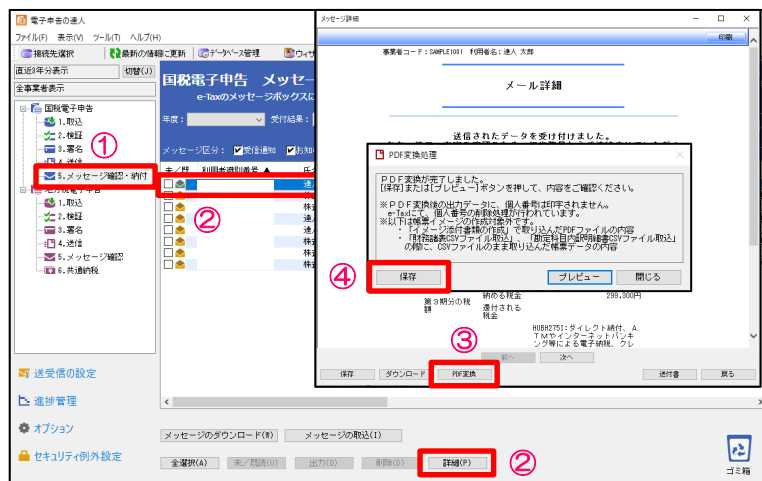 電子申告の達人
ファイル(F) 表示(V) ツール(T) ヘルプ(H)
接続先選択 最新の情報に更新 データベース管理 ウィザ
直近3年分表示 切替(J)
全事業者表示
国税電子申告
1.取込
2.検証
3.署名
4.送信
5.メッセージ確認・納付
地方税電子申告
1.取込
2.検証
3.署名
4.送信
5.メッセージ確認
6.共通納税
①
送受信の設定
進捗管理
オプション
セキュリティ例外設定
国税電子申告 メッセー
e-Taxのメッセージボックスに
年度: 受付結果:
メッセージ区分: 受信通知 お知
未/既 利用者識別番号 ▲ 氏
②
達
株式
達
達
株式
株式
株式
<
メッセージのダウンロード(W) メッセージの取込(I)
全選択(A) 未/既読(U) 出力(O) 削除(D) 詳細(P)
②
ゴミ箱
メッセージ詳細
印刷
事業者コード:SAMPLE1001 利用者名:達人 太郎
メール詳細
送信されたデータを受け付けました。
PDF変換処理
PDF変換が完了しました。
[保存]または[プレビュー]ボタンを押して、内容をご確認ください。
※PDF変換後の出力データに、個人番号は印字されません。
e-Taxにて、個人番号の削除処理が行われています。
※以下は帳票イメージの作成対象外です。
・「イメージ添付書類の作成」で取り込んだPDFファイルの内容
・「財務諸表CSVファイル取込」、「勘定科目内訳明細書CSVファイル取込」
の際に、CSVファイルのまま取り込んだ帳票データの内容
④
保存 プレビュー 閉じる
第3期分の税額
納める税金 299,300円
還付される税金
HUBH275I:ダイレクト納付、A
TMやインターネットバンキ
ング等による電子納税、クレ
③
前へ 次へ
保存 ダウンロード PDF変換 送付書 戻る